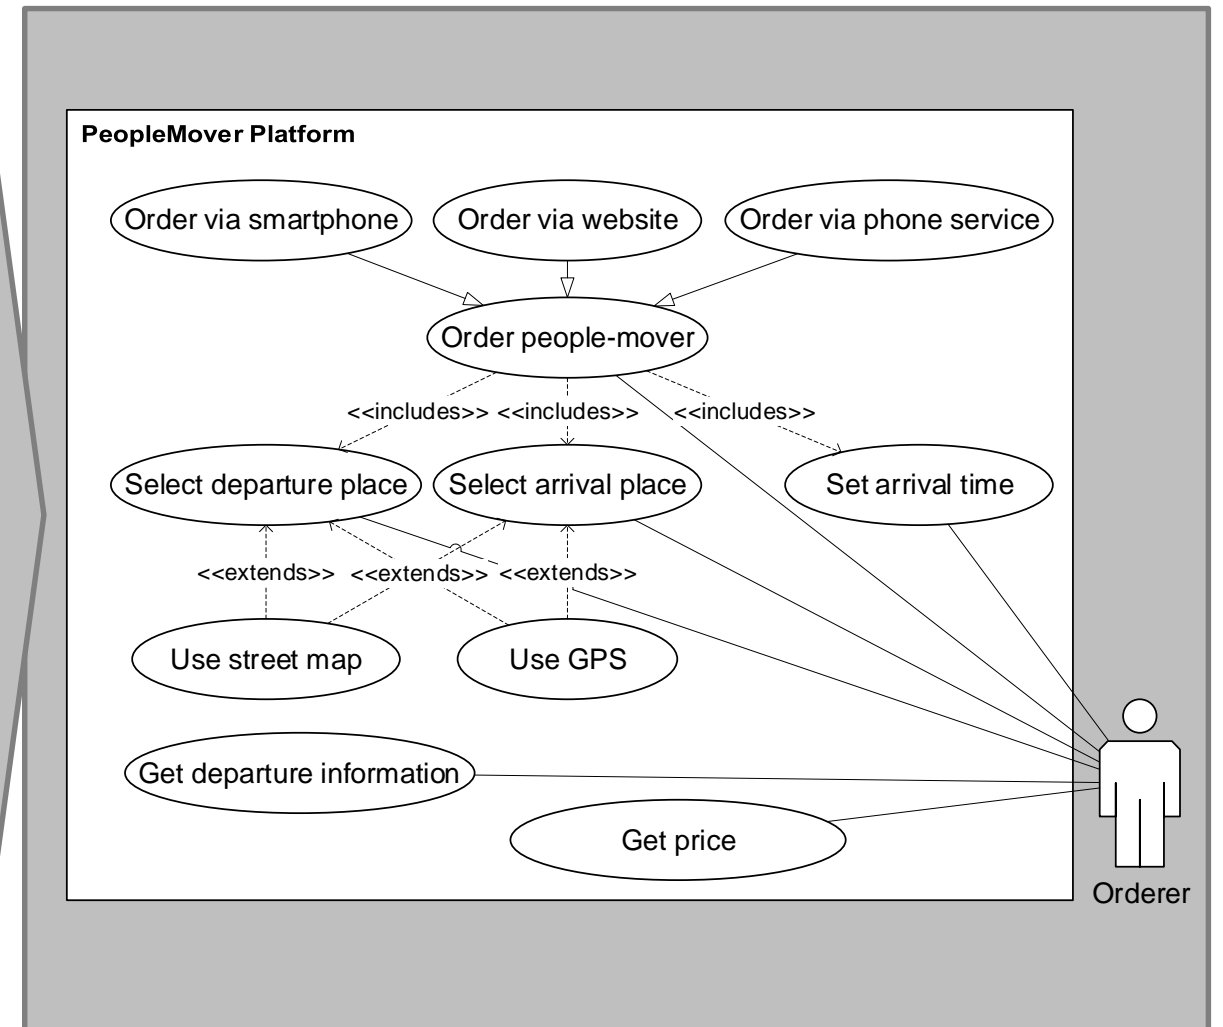 PeopleMover Platform
Order via smartphone
Order via website
Order via phone service
Order people-mover
<<includes>>
<<includes>>
<<includes>>
Select departure place
Select arrival place
Set arrival time
<<extends>>
<<extends>>
<<extends>>
Use street map
Use GPS
Get departure information
Get price
Orderer